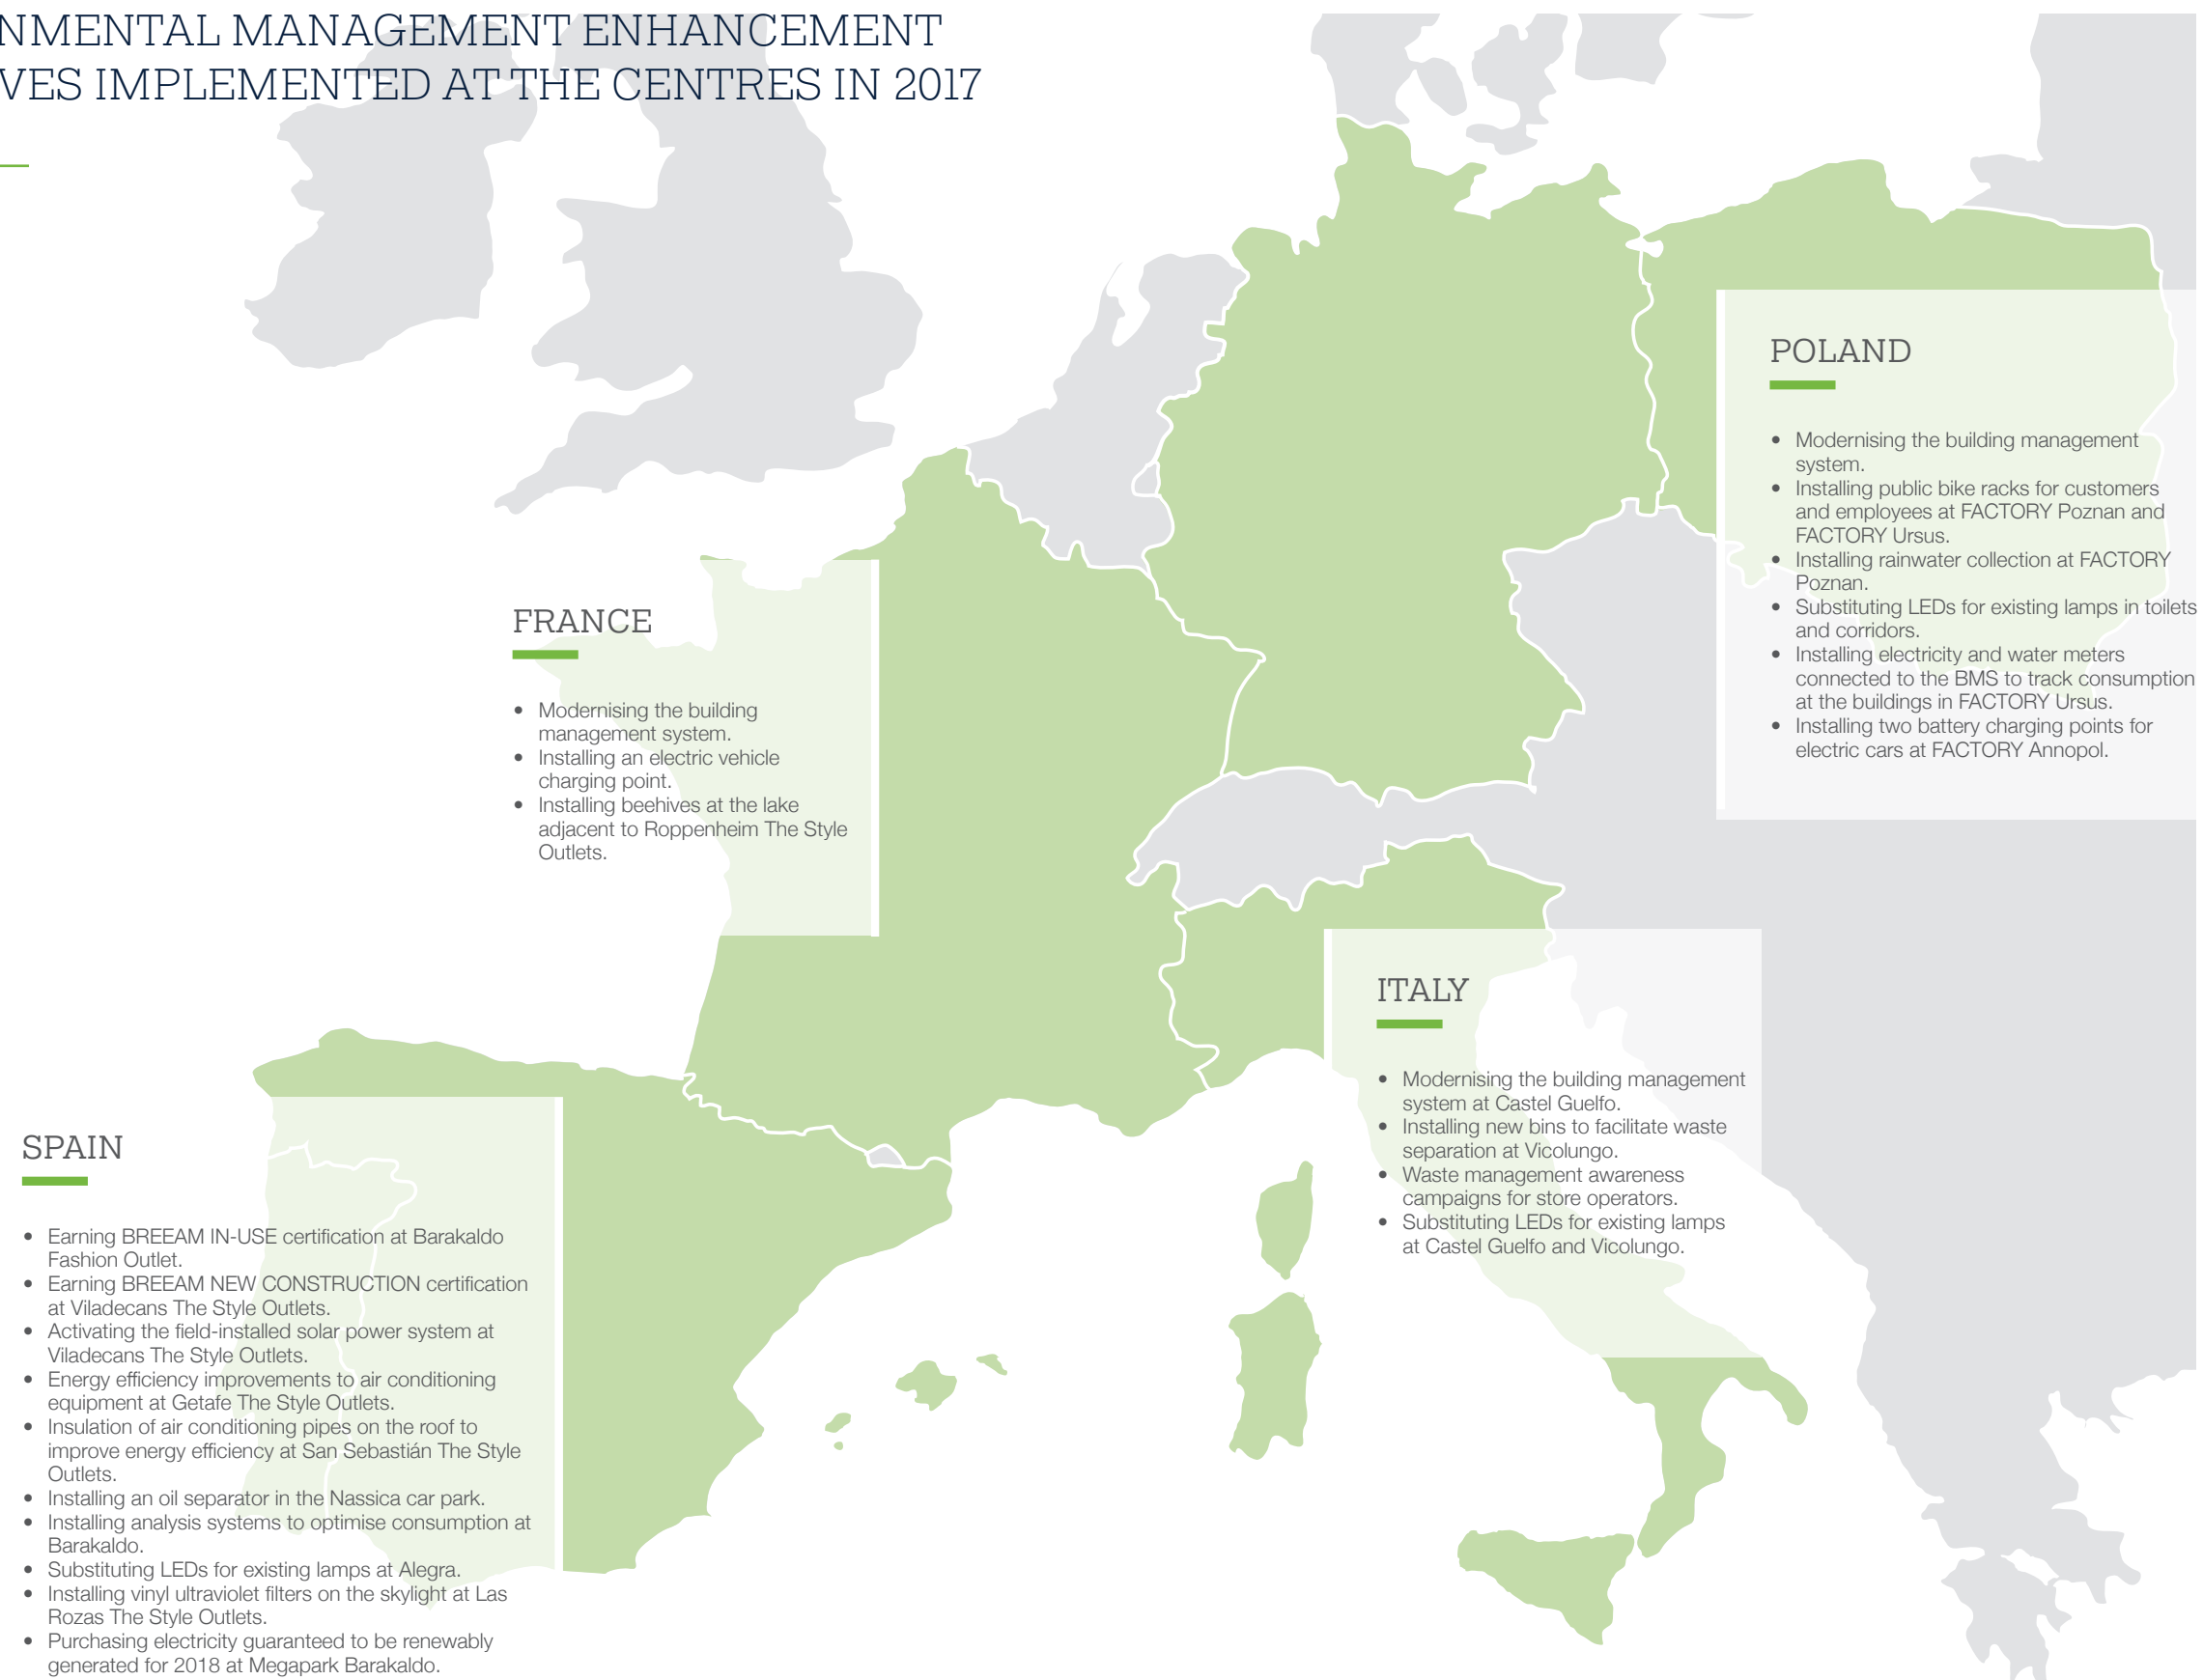 NMENTAL MANAGEMENT ENHANCEMENT
VES IMPLEMENTED AT THE CENTRES IN 2017
POLAND
• Modernising the building management
system.
• Installing public bike racks for customers
and employees at FACTORY Poznan and
FACTORY Ursus.
• Installing rainwater collection at FACTORY
Poznan.
• Substituting LEDs for existing lamps in toilets
and corridors.
• Installing electricity and water meters
connected to the BMS to track consumption
at the buildings in FACTORY Ursus.
• Installing two battery charging points for
electric cars at FACTORY Annopol.
FRANCE
• Modernising the building
management system.
• Installing an electric vehicle
charging point.
• Installing beehives at the lake
adjacent to Roppenheim The Style
Outlets.
ITALY
• Modernising the building management
system at Castel Guelfo.
• Installing new bins to facilitate waste
separation at Vicolungo.
• Waste management awareness
campaigns for store operators.
• Substituting LEDs for existing lamps
at Castel Guelfo and Vicolungo.
SPAIN
• Earning BREEAM IN-USE certification at Barakaldo
Fashion Outlet.
• Earning BREEAM NEW CONSTRUCTION certification
at Viladecans The Style Outlets.
• Activating the field-installed solar power system at
Viladecans The Style Outlets.
• Energy efficiency improvements to air conditioning
equipment at Getafe The Style Outlets.
• Insulation of air conditioning pipes on the roof to
improve energy efficiency at San Sebastián The Style
Outlets.
• Installing an oil separator in the Nassica car park.
• Installing analysis systems to optimise consumption at
Barakaldo.
• Substituting LEDs for existing lamps at Alegra.
• Installing vinyl ultraviolet filters on the skylight at Las
Rozas The Style Outlets.
• Purchasing electricity guaranteed to be renewably
generated for 2018 at Megapark Barakaldo.